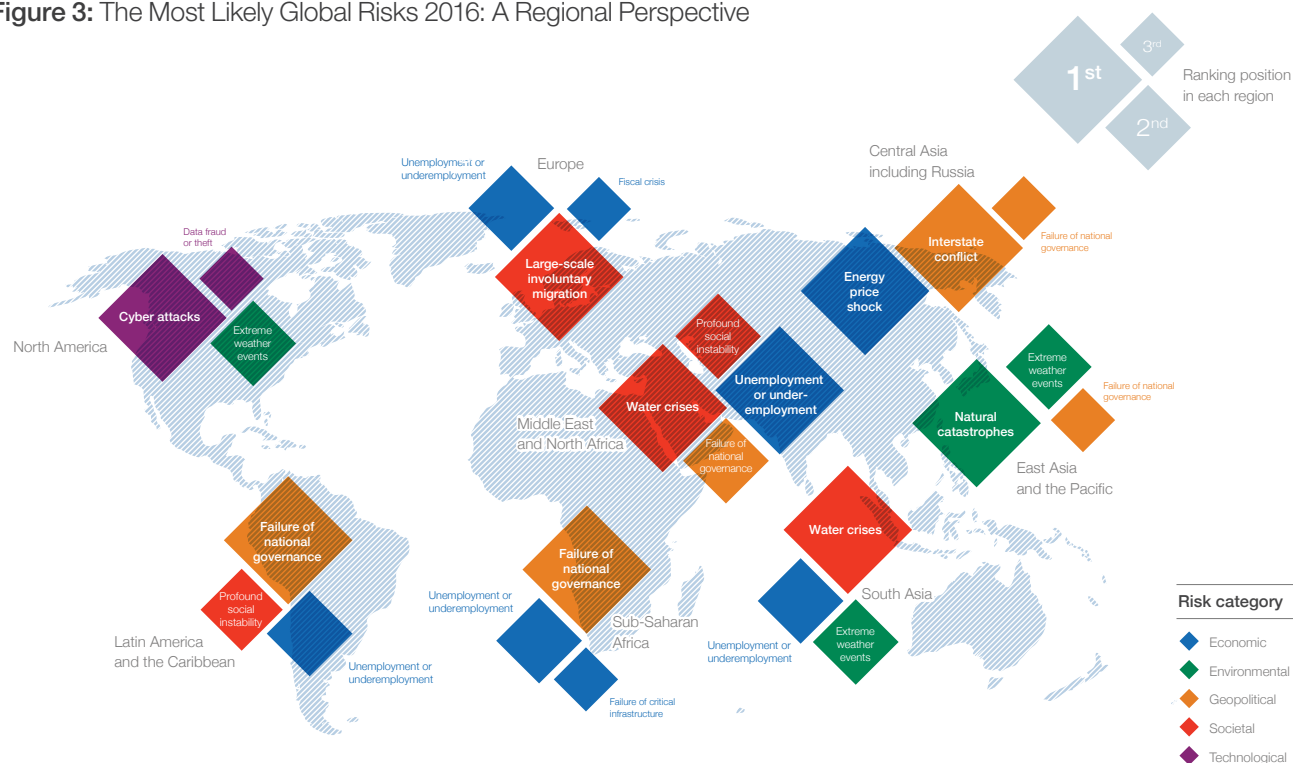 Figure 3: The Most Likely Global Risks 2016: A Regional Perspective
1st
3rd
2nd
Ranking position
in each region
Central Asia
including Russia
Europe
Unemployment or
underemployment
Fiscal crisis
Failure of national
governance
Interstate
conflict
Data fraud
or theft
Large-scale
involuntary
migration
Energy
price
shock
Cyber attacks
Extreme
weather
events
North America
Profound
social
instability
Unemployment
or under-
employment
Water crises
Middle East
and North Africa
Failure of
national
governance
Extreme
weather
events
Failure of national
governance
Natural
catastrophes
East Asia
and the Pacific
Failure of
national
governance
Profound
social
instability
Latin America
and the Caribbean
Unemployment or
underemployment
Failure of
national
governance
Unemployment or
underemployment
Sub-Saharan
Africa
Failure of critical
infrastructure
Water crises
South Asia
Unemployment or
underemployment
Extreme
weather
events
Risk category
Economic
Environmental
Geopolitical
Societal
Technological